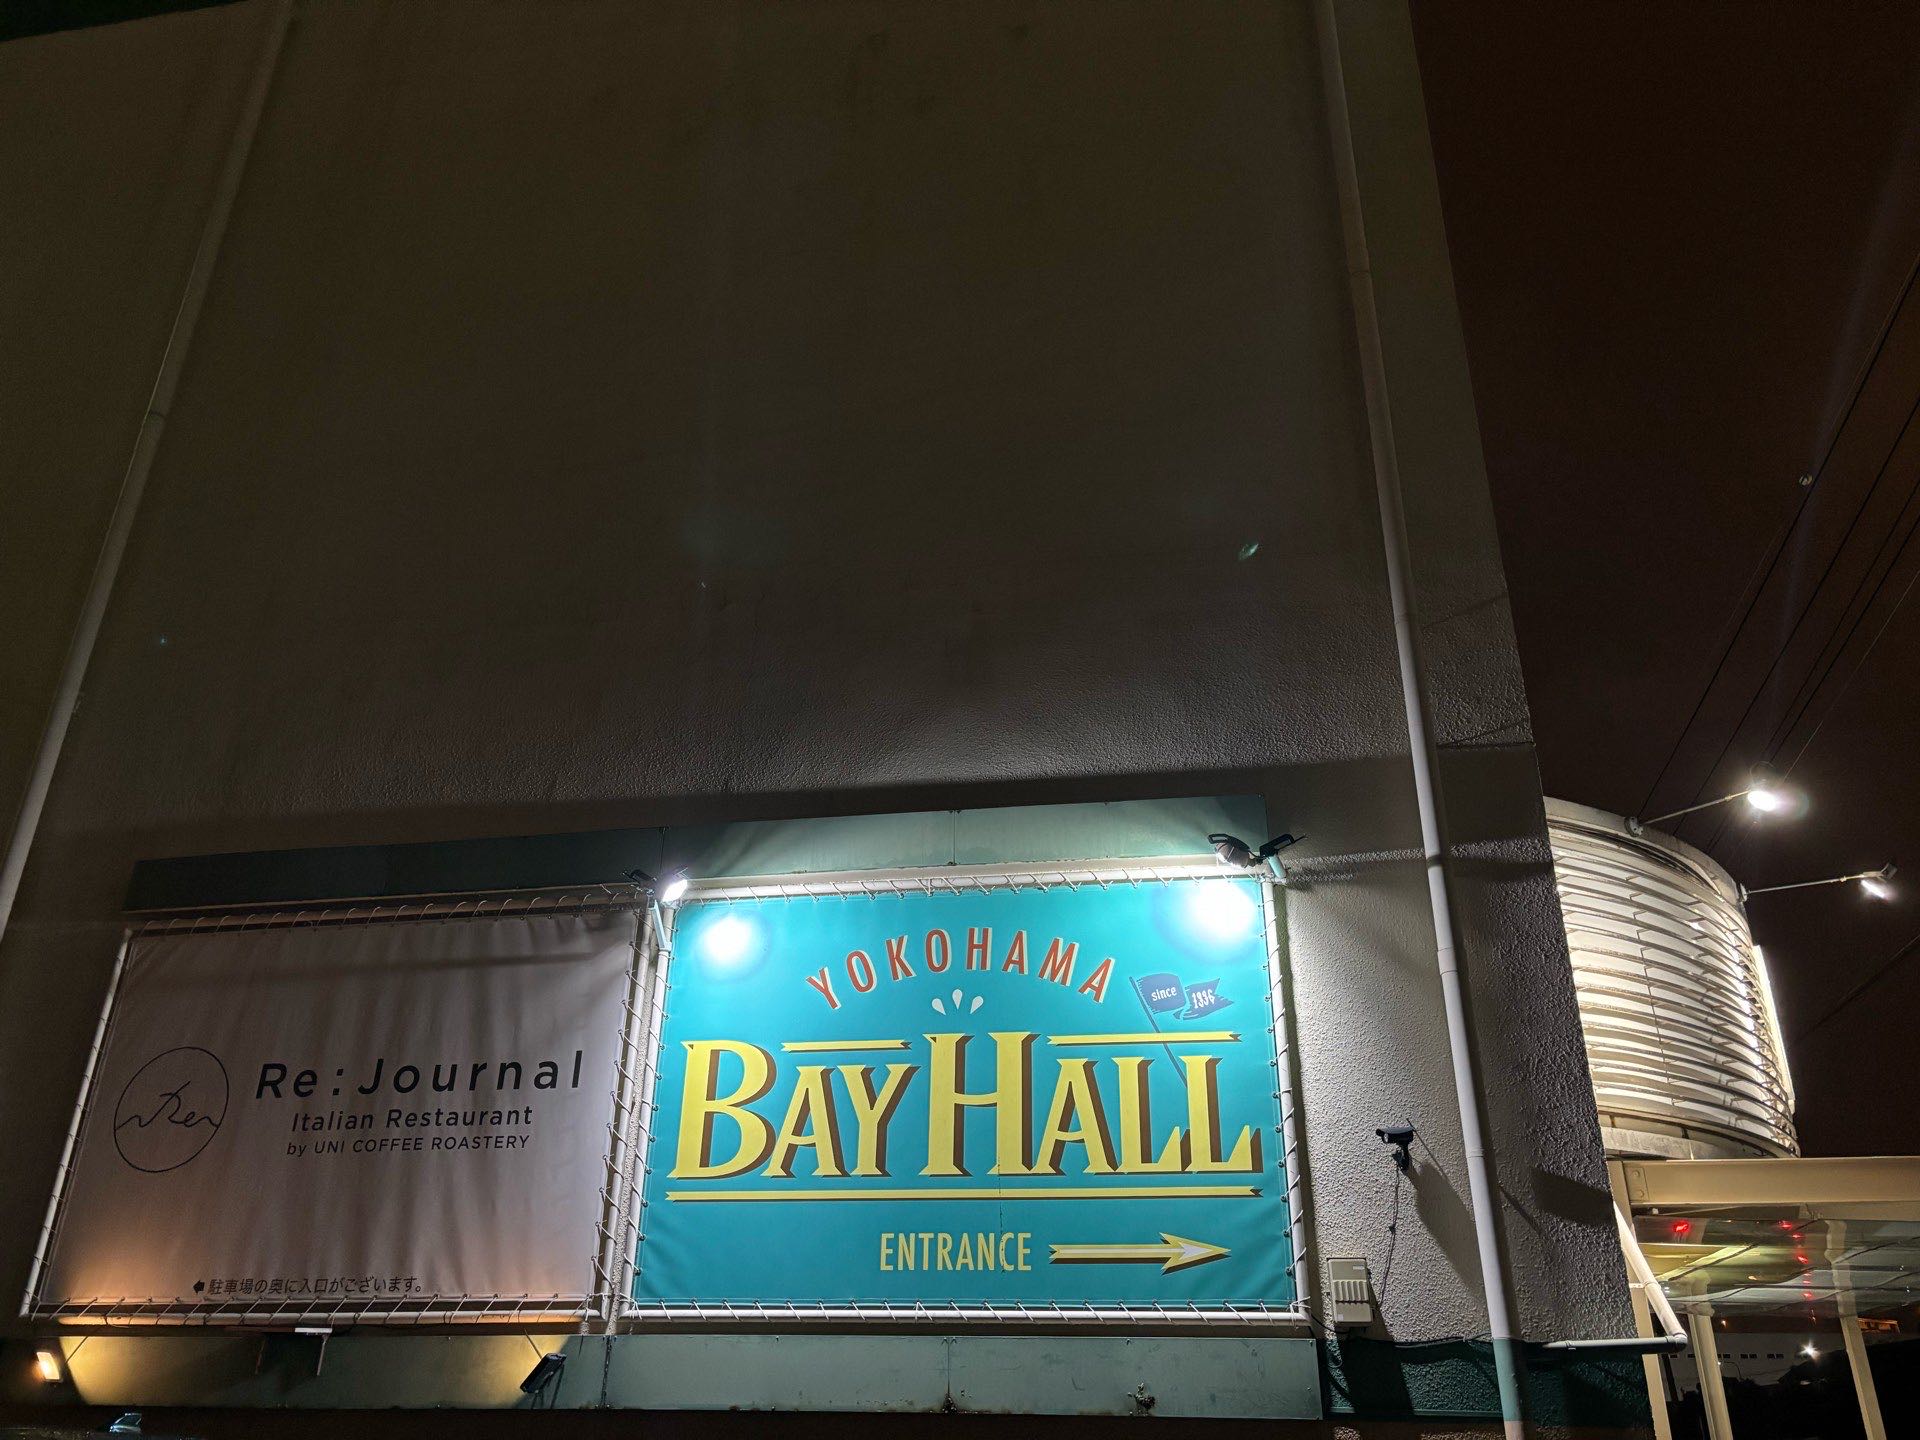 Re
Re:Journal
Italian Restaurant
by UNI COFFEE ROASTERY
駐車場の奥に入口がございます。
YOKOHAMA
since 1996
BAY HALL
ENTRANCE